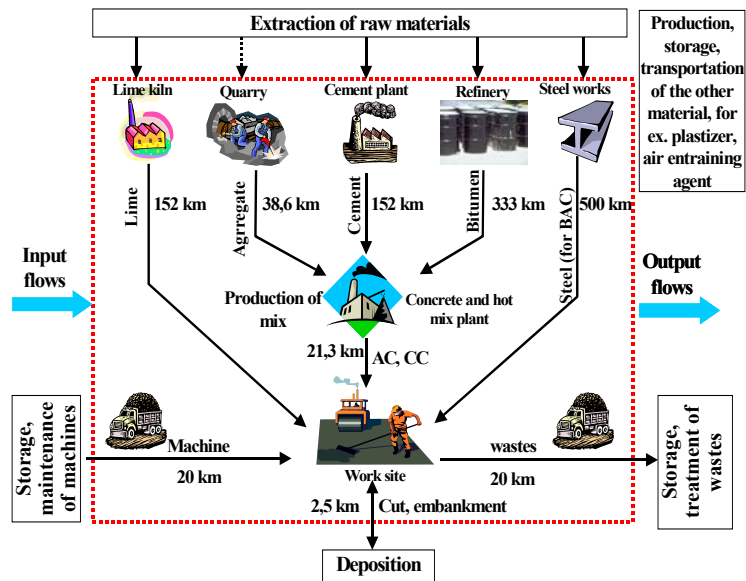 Extraction of raw materials
Production,
storage,
transportation
of the other
material, for
ex. plastizer,
air entraining
agent
Lime kiln
Quarry
Cement plant
Refinery
Steel works
Lime
152 km
Agrregate
38,6 km
Cement
152 km
Bitumen
333 km
Steel (for BAC)
500 km
Input
flows
Output
flows
Production of
mix
Concrete and hot
mix plant
21,3 km
AC, CC
Storage,
maintenance
of machines
Machine
20 km
Work site
wastes
20 km
Storage,
treatment of
wastes
2,5 km
Cut, embankment
Deposition